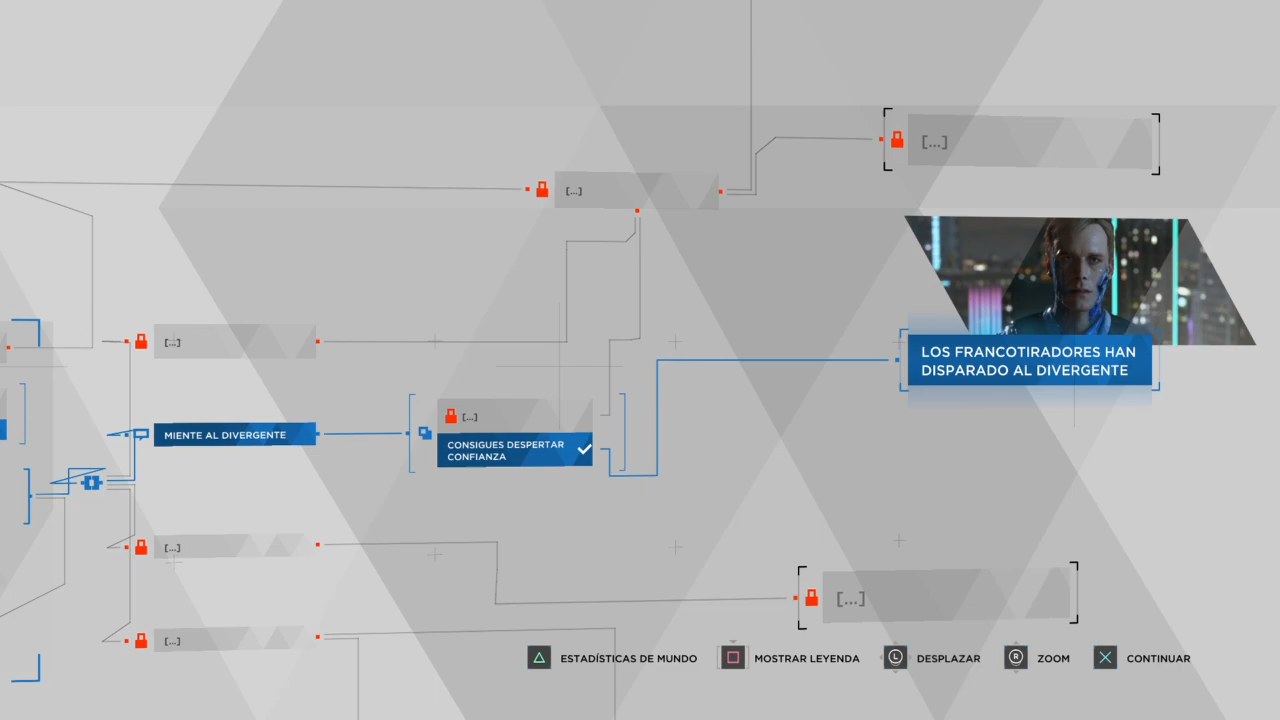 [...]
[...]
[...]
LOS FRANCOTIRADORES HAN
DISPARADO AL DIVERGENTE
[...]
MIENTE AL DIVERGENTE
CONSIGUES DESPERTAR
CONFIANZA
[...]
[...]
[...]
ESTADÍSTICAS DE MUNDO
MOSTRAR LEYENDA
L
DESPLAZAR
R
ZOOM
CONTINUAR